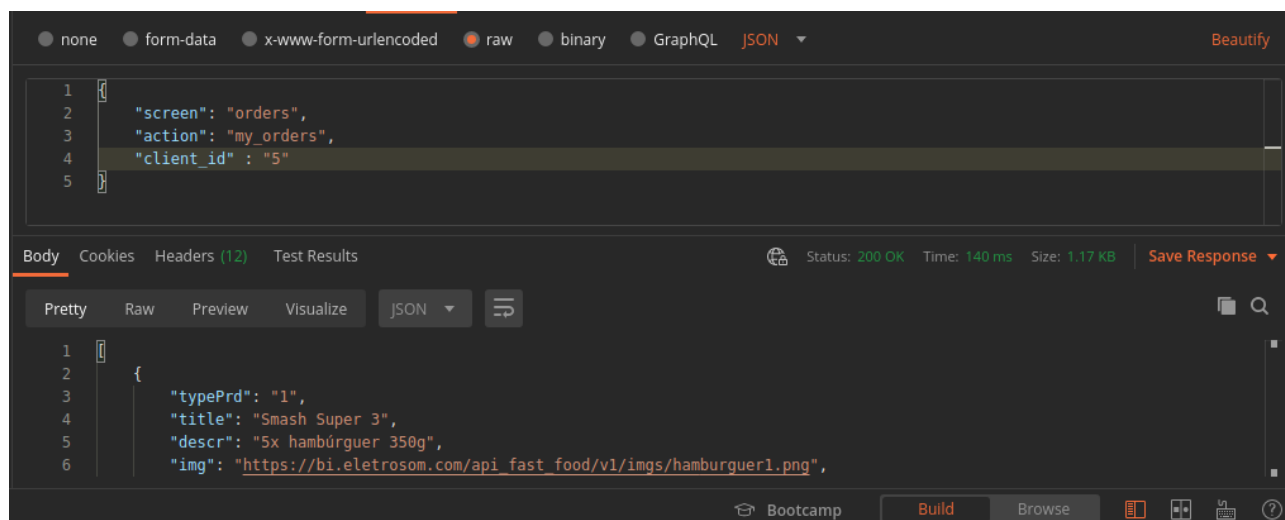 none form-data x-www-form-urlencoded raw binary GraphQL JSON Beautify
1 {
2 "screen": "orders",
3 "action": "my_orders",
4 "client_id" : "5"
5 }
Body Cookies Headers (12) Test Results Status: 200 OK Time: 140 ms Size: 1.17 KB Save Response
Pretty Raw Preview Visualize JSON
1 [
2 {
3 "typePrd": "1",
4 "title": "Smash Super 3",
5 "descr": "5x hambúrguer 350g",
6 "img": "https://bi.eletrosom.com/api_fast_food/v1/imgs/hamburguer1.png",
Bootcamp Build Browse